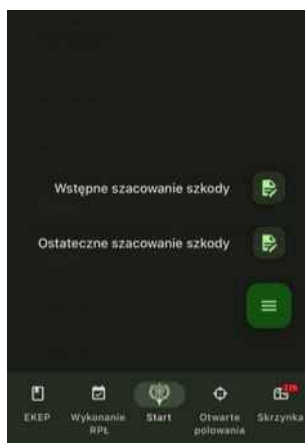 Wstępne szacowanie szkody
Ostateczne szacowanie szkody
EKEP
Wykonanie
RPŁ
Start
Otwarte
polowania
Skrzynka